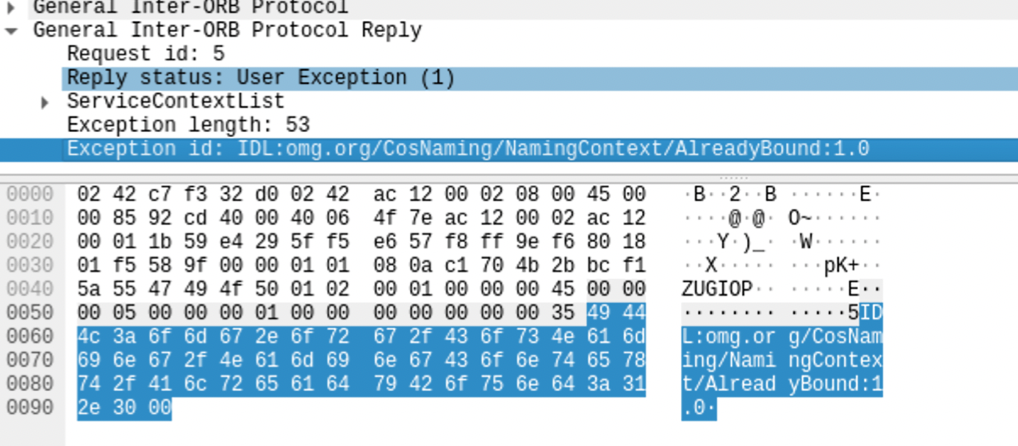 General Inter-ORB Protocol
General Inter-ORB Protocol Reply
Request id: 5
Reply status: User Exception (1)
ServiceContextList
Exception length: 53
Exception id: IDL:omg.org/CosNaming/NamingContext/AlreadyBound:1.0
0000 02 42 c7 f3 32 d0 02 42 ac 12 00 02 08 00 45 00 ·B··2··B ······E·
0010 00 85 92 cd 40 00 40 06 4f 7e ac 12 00 02 ac 12 ····@·@· O~······
0020 00 01 1b 59 e4 29 5f f5 e6 57 f8 ff 9e f6 80 18 ···Y·)_· ·W······
0030 01 f5 58 9f 00 00 01 01 08 0a c1 70 4b 2b bc f1 ··X····· ···pK+··
0040 5a 55 47 49 4f 50 01 02 00 01 00 00 00 45 00 00 ZUGIOP·· ·····E··
0050 00 05 00 00 00 01 00 00 00 00 00 00 00 35 49 44 ········ ·····5ID
0060 4c 3a 6f 6d 67 2e 6f 72 67 2f 43 6f 73 4e 61 6d L:omg.or g/CosNam
0070 69 6e 67 2f 4e 61 6d 69 6e 67 43 6f 6e 74 65 78 ing/Nami ngContex
0080 74 2f 41 6c 72 65 61 64 79 42 6f 75 6e 64 3a 31 t/Alread yBound:1
0090 2e 30 00 .0·